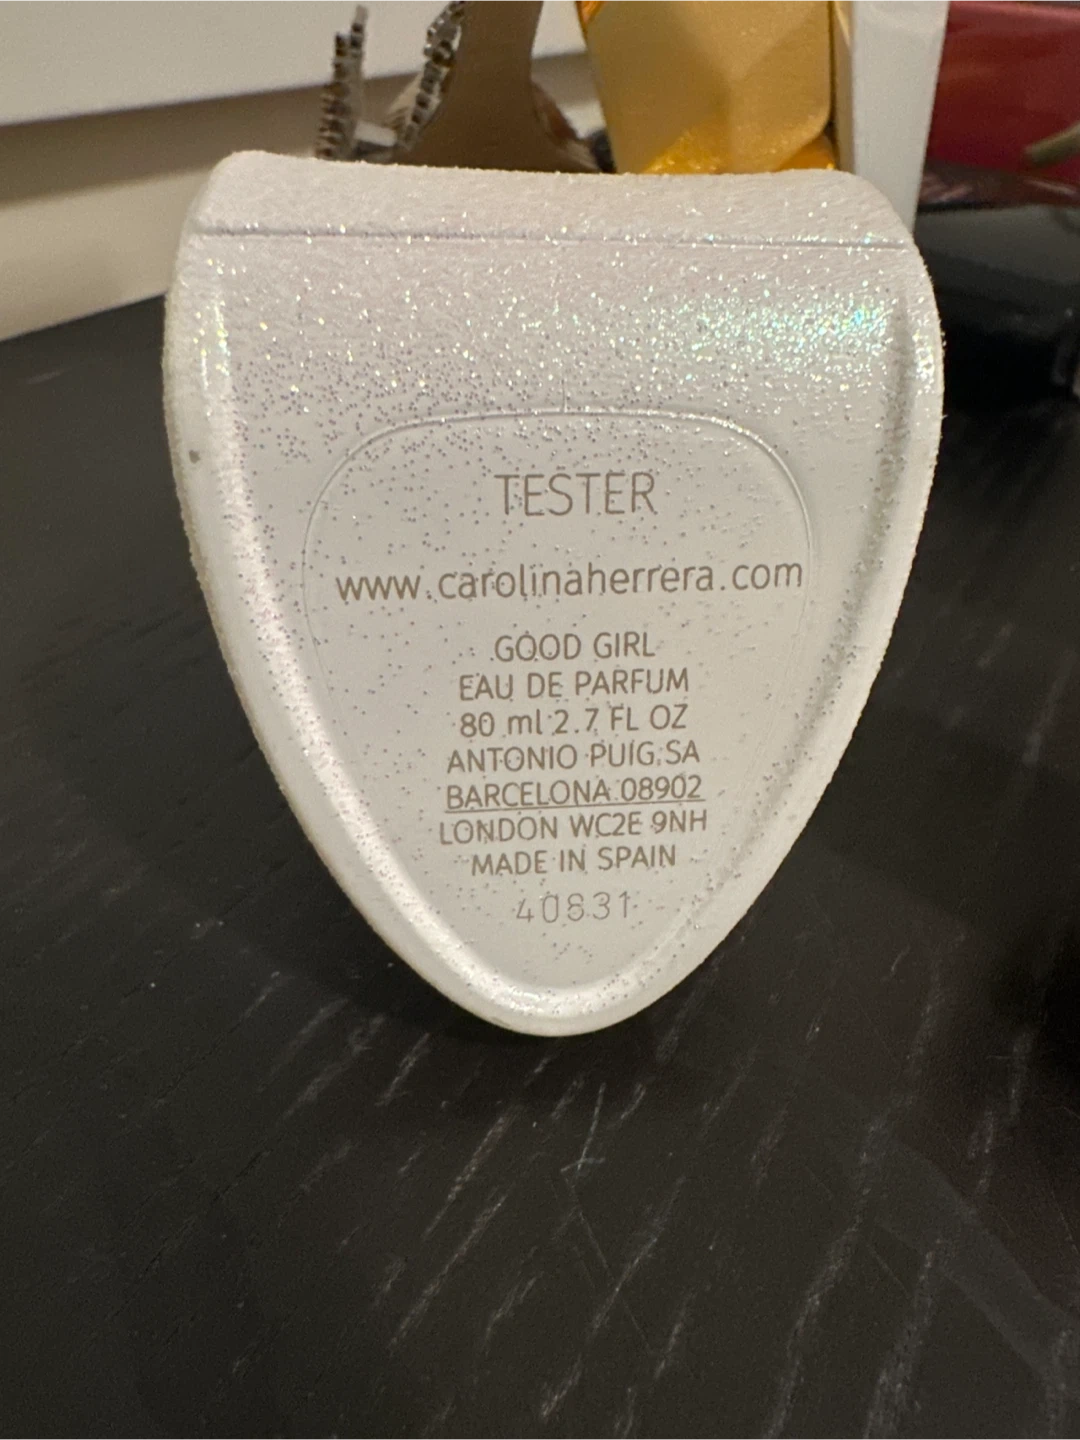 TESTER
www.carolinaherrera.com
GOOD GIRL
EAU DE PARFUM
80 ml 2.7 FL OZ
ANTONIO PUIG,SA
BARCELONA 08902
LONDON WC2E 9NH
MADE IN SPAIN
40831